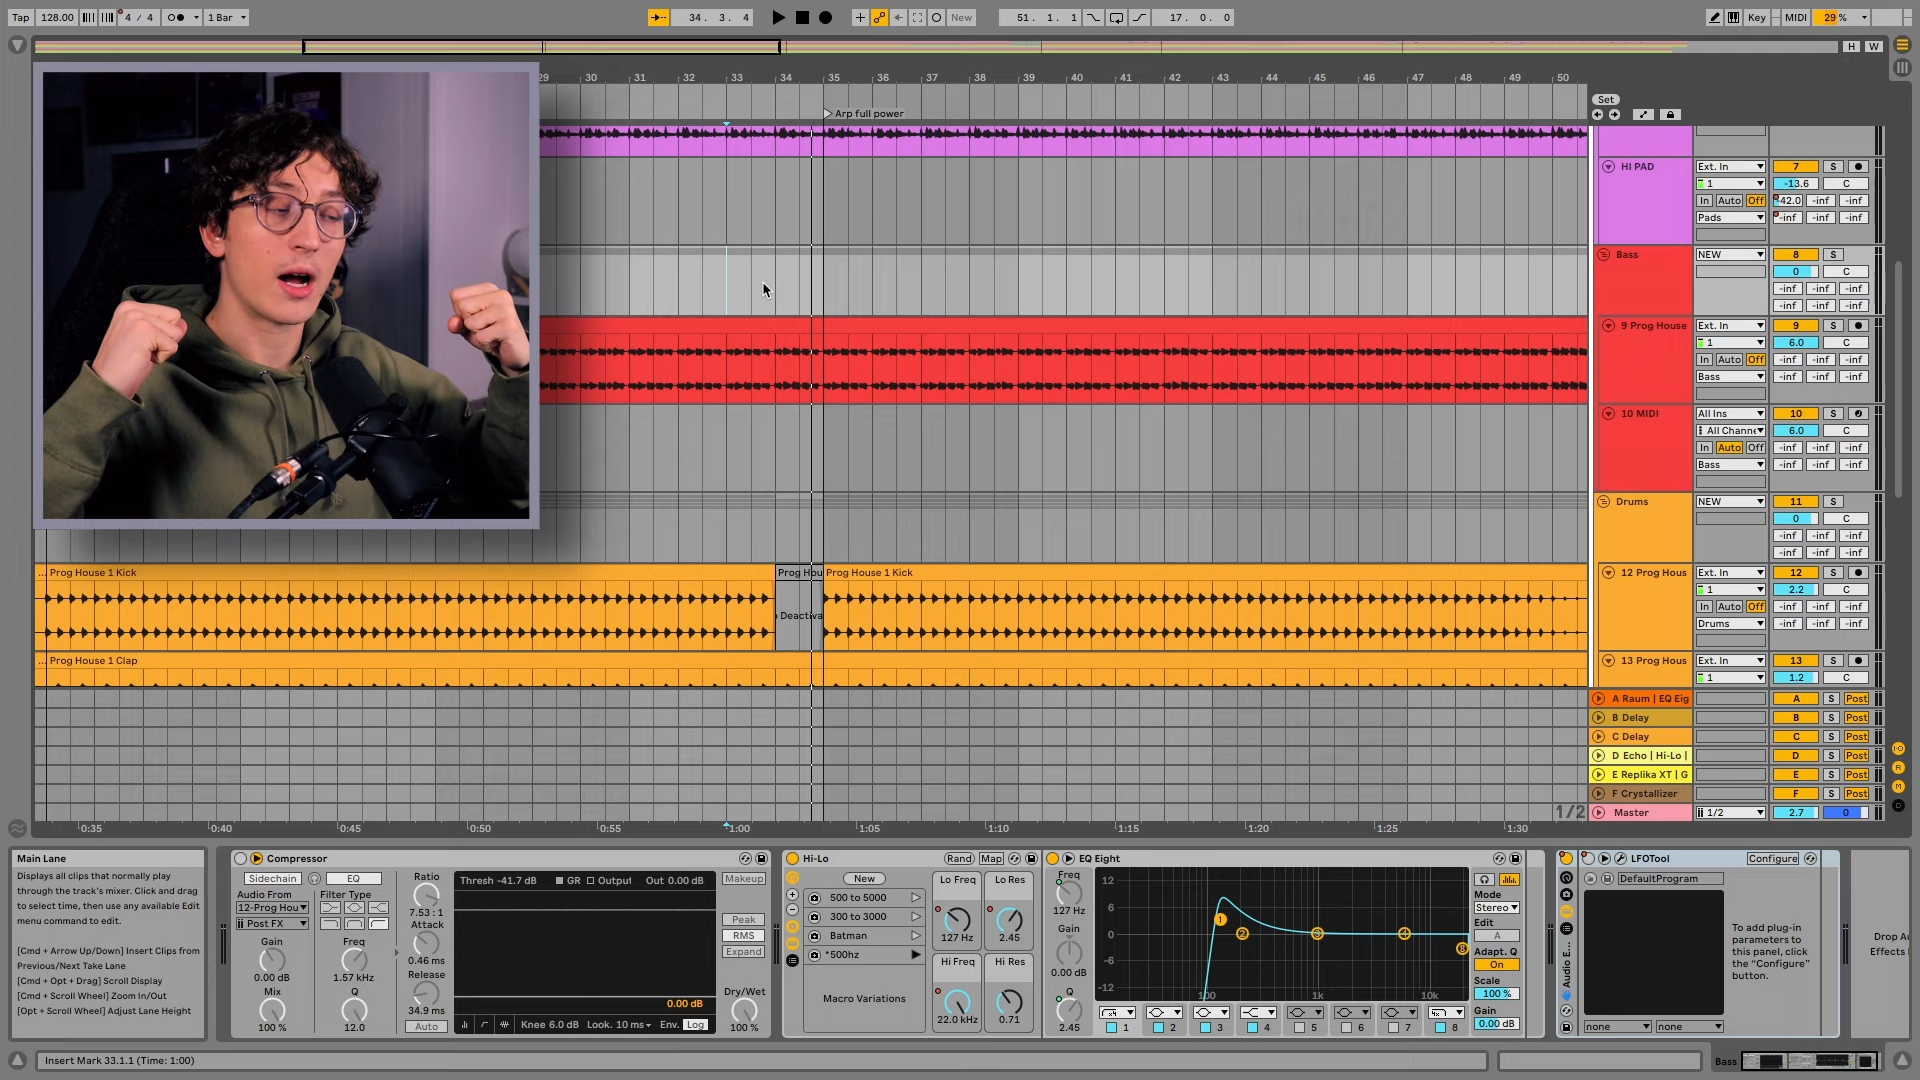 Tap 128.00 4 / 4 1 Bar 34. 3. 4 New 51. 1. 1 17. 0. 0 Key MIDI 29 %
H W
29 30 31 32 33 34 35 36 37 38 39 40 41 42 43 44 45 46 47 48 49 50
Set
Arp full power
HI PAD Ext. In 7 S
1 -13.6 C
In Auto Off -42.0 -inf -inf
Pads -inf -inf -inf
Bass NEW 8 S
0 C
-inf -inf -inf
-inf -inf -inf
9 Prog House Ext. In 9 S
1 6.0 C
In Auto Off -inf -inf -inf
Bass -inf -inf -inf
10 MIDI All Ins 10 S
All Channe 6.0 C
In Auto Off -inf -inf -inf
Bass -inf -inf -inf
Drums NEW 11 S
0 C
-inf -inf -inf
-inf -inf -inf
... Prog House 1 Kick Prog Hou Prog House 1 Kick 12 Prog Hous Ext. In 12 S
1 2.2 C
In Auto Off -inf -inf -inf
Deactiva Drums -inf -inf -inf
... Prog House 1 Clap 13 Prog Hous Ext. In 13 S
1 1.2 C
A Raum | EQ Eig A S Post
B Delay B S Post
C Delay C S Post
D Echo | Hi-Lo | D S Post
E Replika XT | G E S Post
F Crystallizer F S Post
1/2 Master 1/2 2.7 0
0:35 0:40 0:45 0:50 0:55 1:00 1:05 1:10 1:15 1:20 1:25 1:30
Main Lane
Displays all clips that normally play
through the track's mixer. Click and drag
to select time, then use any available Edit
menu command to edit.
[Cmd + Arrow Up/Down] Insert Clips from
Previous/Next Take Lane
[Cmd + Opt + Drag] Scroll Display
[Cmd + Scroll Wheel] Zoom In/Out
[Opt + Scroll Wheel] Adjust Lane Height
Compressor
Sidechain EQ
Audio From Filter Type
12-Prog Hou
Post FX
Gain Freq
0.00 dB 1.57 kHz
Mix Q
100 % 12.0
Ratio
7.53 : 1
Attack
0.46 ms
Release
34.9 ms
Auto
Thresh -41.7 dB GR Output Out 0.00 dB
0.00 dB
Knee 6.0 dB Look. 10 ms Env. Log
Makeup
Peak
RMS
Expand
Dry/Wet
100 %
Hi-Lo Rand Map
New
500 to 5000
300 to 3000
Batman
*500hz
Macro Variations
Lo Freq Lo Res
127 Hz 2.45
Hi Freq Hi Res
22.0 kHz 0.71
EQ Eight
Freq
127 Hz
Gain
0.00 dB
Q
2.45
12
6
0
-6
-12
100 1k 10k
1 2 3 4 5 6 7 8
Mode
Stereo
Edit
A
Adapt. Q
On
Scale
100 %
Gain
0.00 dB
Audio E...
LFOTool Configure
DefaultProgram
To add plug-in
parameters to
this panel, click
the "Configure"
button.
none none
Drop Au
Effects
Insert Mark 33.1.1 (Time: 1:00)
Bass